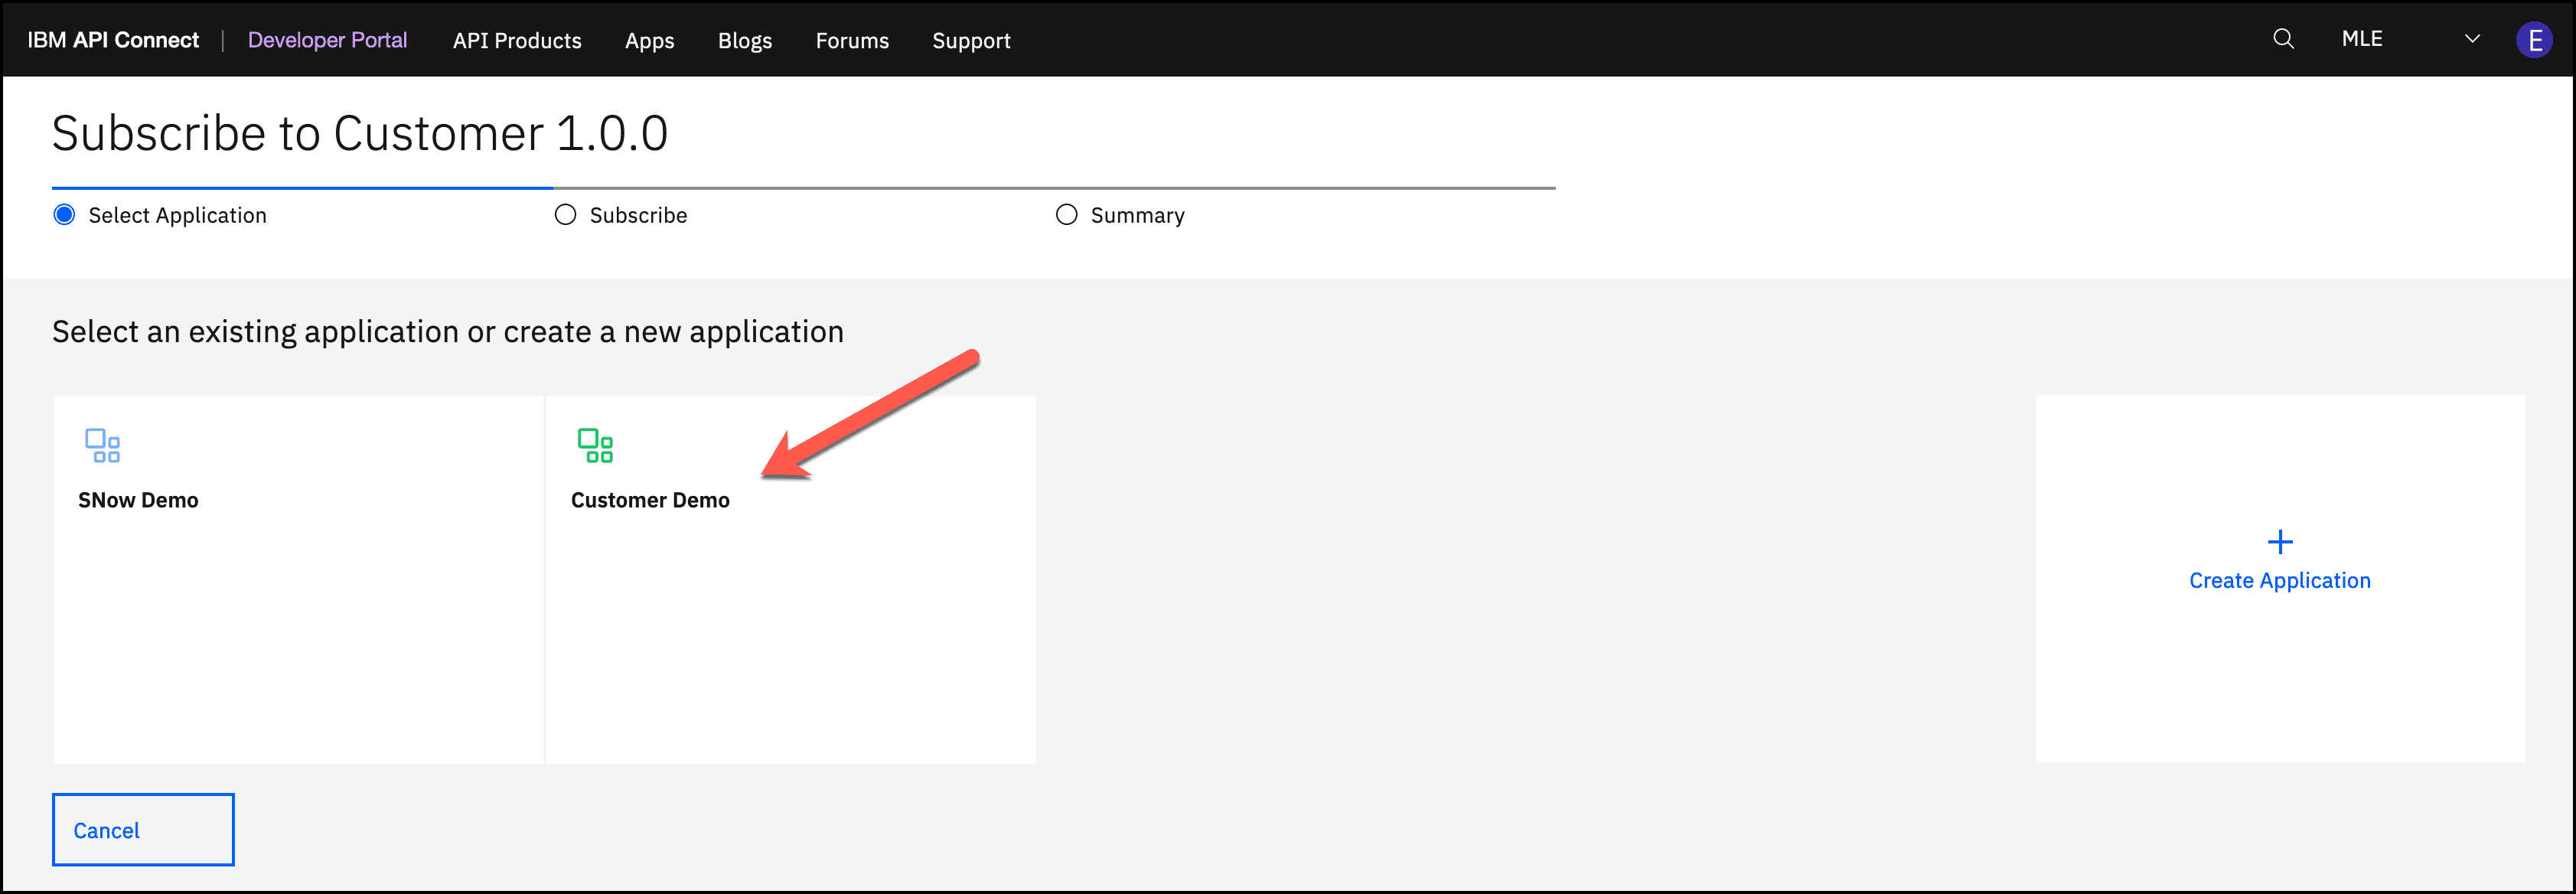 IBM API Connect | Developer Portal API Products Apps Blogs Forums Support MLE E
Subscribe to Customer 1.0.0
Select Application Subscribe Summary
Select an existing application or create a new application
SNow Demo
Customer Demo
Create Application
Cancel